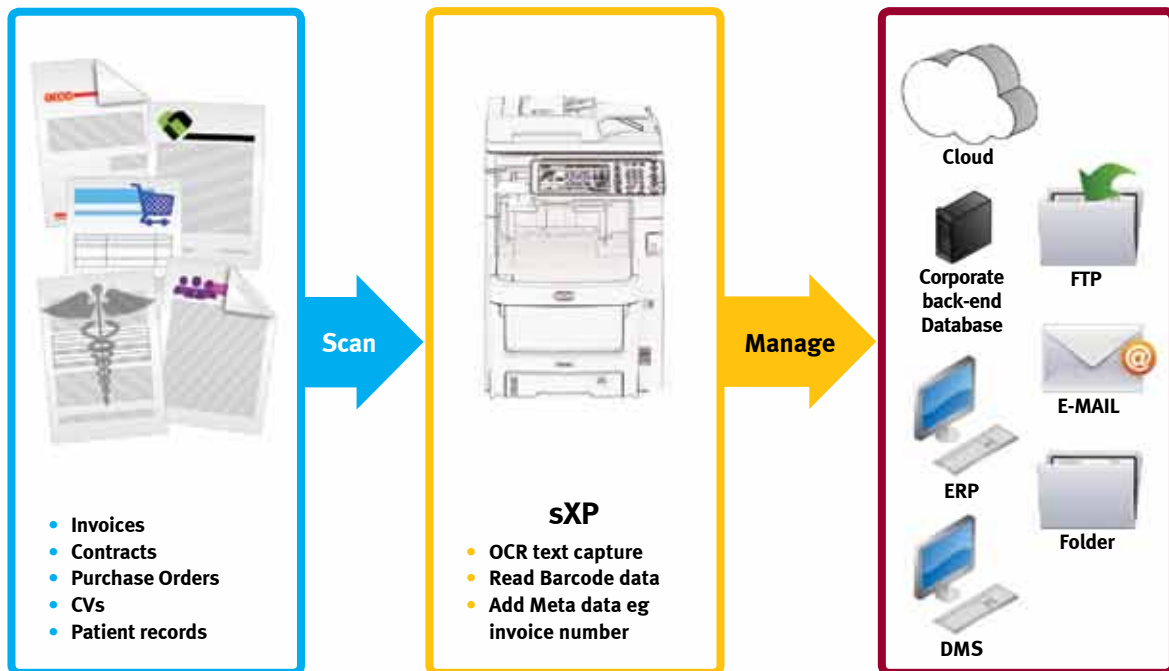 Invoices
Contracts
Purchase Orders
CVs
Patient records
Scan
sXP
OCR text capture
Read Barcode data
Add Meta data eg
invoice number
Manage
Cloud
Corporate
back-end
Database
FTP
E-MAIL
@
ERP
Folder
DMS